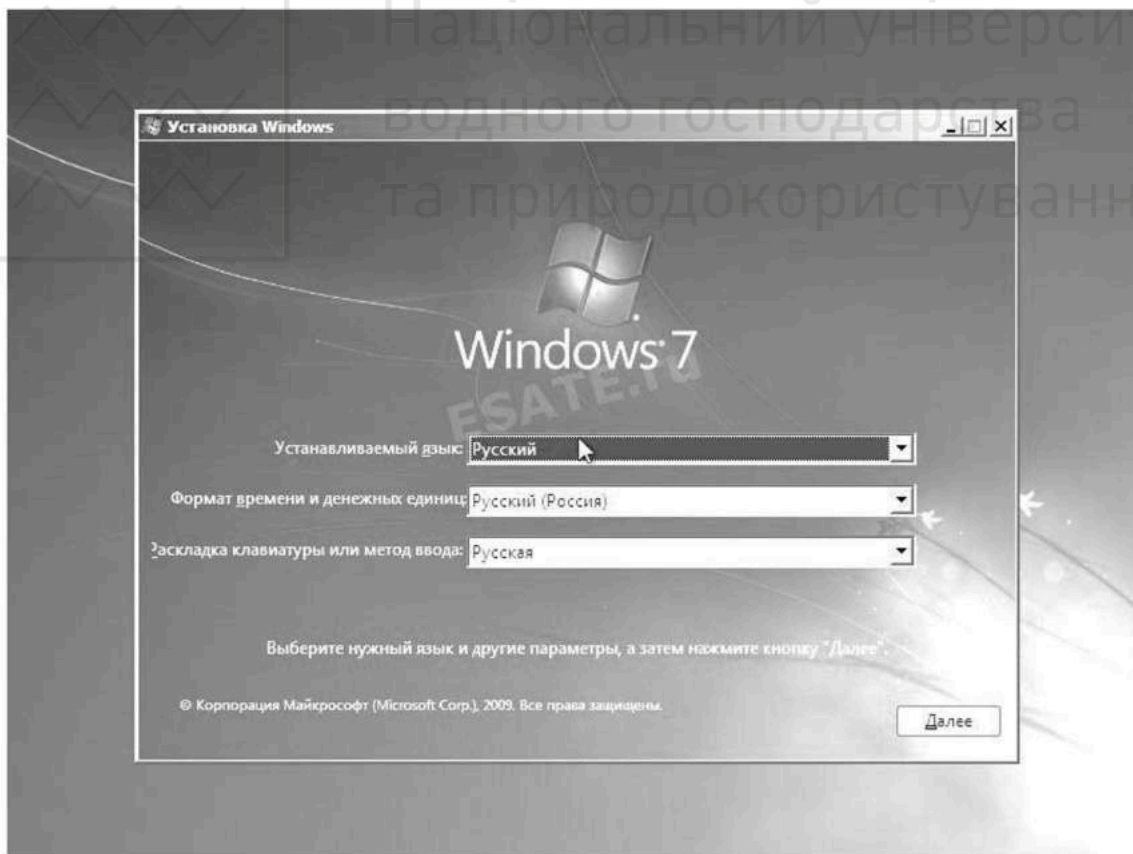 Національний універси
водного господарства
та природокористуванн
Установка Windows
Windows 7
ESATE.ru
Устанавливаемый язык: Русский
Формат времени и денежных единиц: Русский (Россия)
Раскладка клавиатуры или метод ввода: Русская
Выберите нужный язык и другие параметры, а затем нажмите кнопку "Далее".
© Корпорация Майкрософт (Microsoft Corp.), 2009. Все права защищены.
Далее